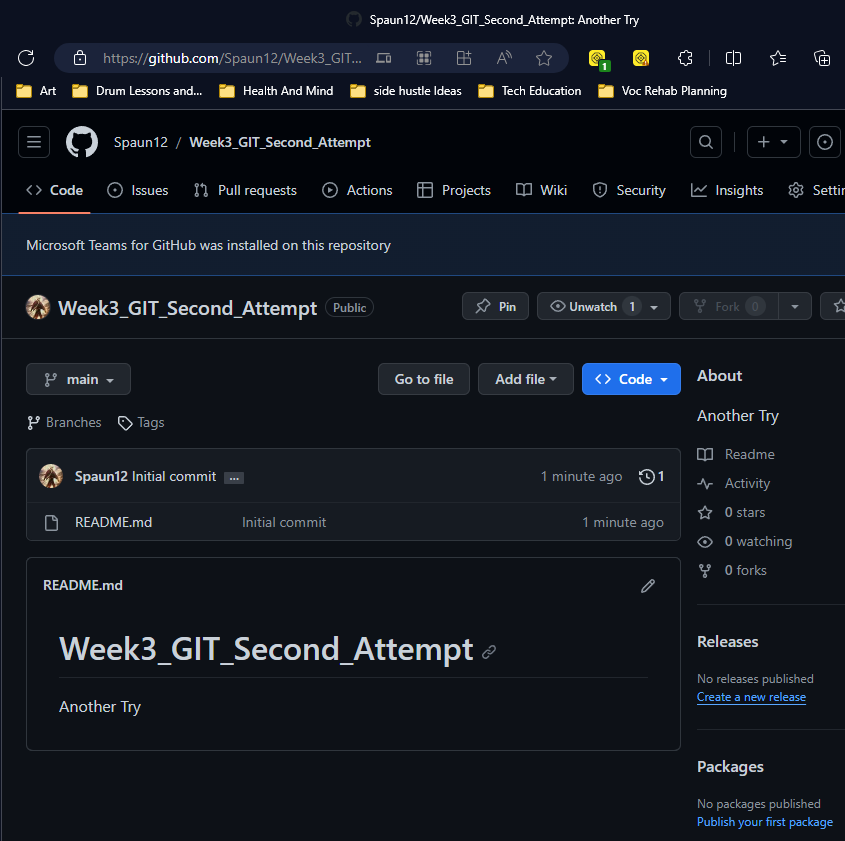 Spaun12/Week3_GIT_Second_Attempt: Another Try
https://github.com/Spaun12/Week3_GIT...
1
Art Drum Lessons and... Health And Mind side hustle Ideas Tech Education Voc Rehab Planning
Spaun12 / Week3_GIT_Second_Attempt
Code Issues Pull requests Actions Projects Wiki Security Insights Settin
Microsoft Teams for GitHub was installed on this repository
Week3_GIT_Second_Attempt Public Pin Unwatch 1 Fork 0
main Go to file Add file Code
Branches Tags
Spaun12 Initial commit ... 1 minute ago 1
README.md Initial commit 1 minute ago
README.md
Week3_GIT_Second_Attempt
Another Try
About
Another Try
Readme
Activity
0 stars
0 watching
0 forks
Releases
No releases published
Create a new release
Packages
No packages published
Publish your first package